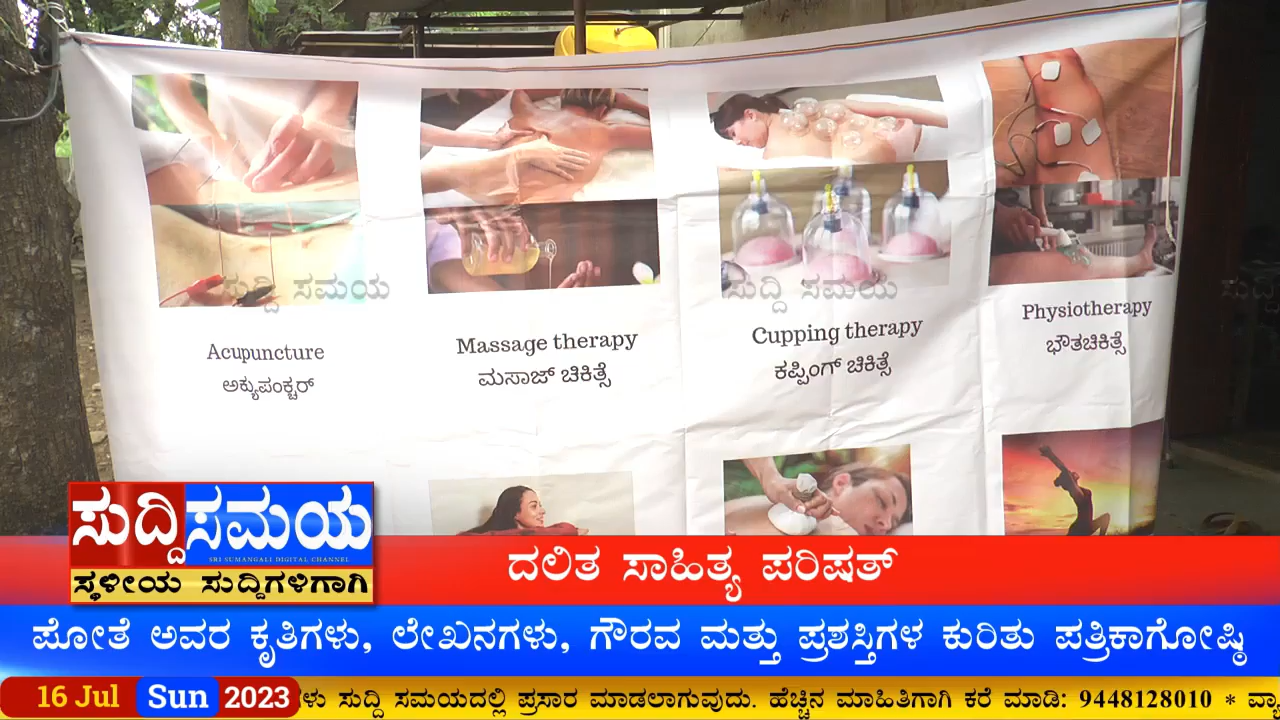 ಸುದ್ದಿ ಸಮಯ
ಸುದ್ದಿ ಸಮಯ
ಸುದ್ದಿ
Acupuncture
ಅಕ್ಯುಪಂಕ್ಚರ್
Massage therapy
ಮಸಾಜ್ ಚಿಕಿತ್ಸೆ
Cupping therapy
ಕಪ್ಪಿಂಗ್ ಚಿಕಿತ್ಸೆ
Physiotherapy
ಭೌತಚಿಕಿತ್ಸೆ
ಸುದ್ದಿ ಸಮಯ
SRI SUMANGALI DIGITAL CHANNEL
ಸ್ಥಳೀಯ ಸುದ್ದಿಗಳಿಗಾಗಿ
ದಲಿತ ಸಾಹಿತ್ಯ ಪರಿಷತ್
ಪೋತೆ ಅವರ ಕೃತಿಗಳು, ಲೇಖನಗಳು, ಗೌರವ ಮತ್ತು ಪ್ರಶಸ್ತಿಗಳ ಕುರಿತು ಪತ್ರಿಕಾಗೋಷ್ಠಿ
16 Jul Sun 2023 ಗಳು ಸುದ್ದಿ ಸಮಯದಲ್ಲಿ ಪ್ರಸಾರ ಮಾಡಲಾಗುವುದು. ಹೆಚ್ಚಿನ ಮಾಹಿತಿಗಾಗಿ ಕರೆ ಮಾಡಿ: 9448128010 * ವ್ಯಾ